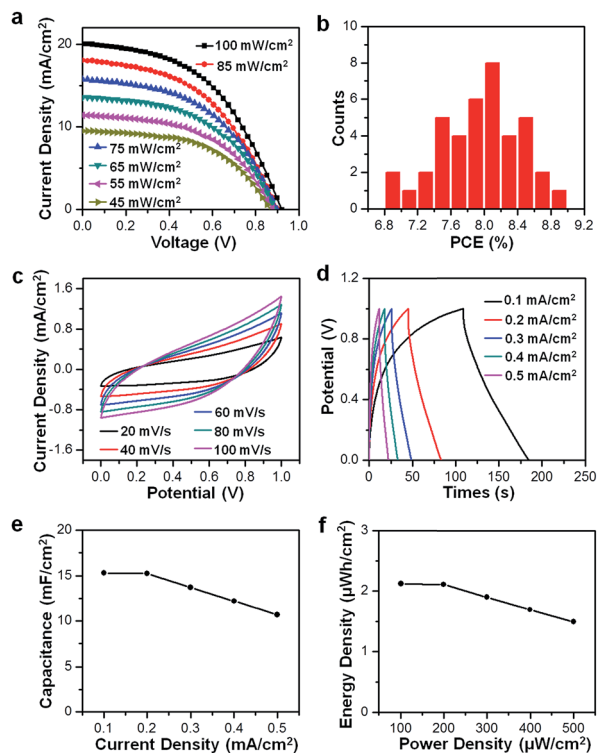 a
Current Density (mA/cm²)
20
10
0
0.0 0.2 0.4 0.6 0.8 1.0
Voltage (V)
100 mW/cm²
85 mW/cm²
75 mW/cm²
65 mW/cm²
55 mW/cm²
45 mW/cm²
b
Counts
10
8
6
4
2
0
6.8 7.2 7.6 8.0 8.4 8.8 9.2
PCE (%)
c
Current Density (mA/cm²)
1.6
0.8
0.0
-0.8
-1.6
0.0 0.2 0.4 0.6 0.8 1.0
Potential (V)
60 mV/s
20 mV/s
80 mV/s
40 mV/s
100 mV/s
d
Potential (V)
1.2
0.8
0.4
0.0
0 50 100 150 200 250
Times (s)
0.1 mA/cm²
0.2 mA/cm²
0.3 mA/cm²
0.4 mA/cm²
0.5 mA/cm²
e
Capacitance (mF/cm²)
20
15
10
5
0
0.1 0.2 0.3 0.4 0.5
Current Density (mA/cm²)
f
Energy Density (μWh/cm²)
3
2
1
0
100 200 300 400 500
Power Density (μW/cm²)